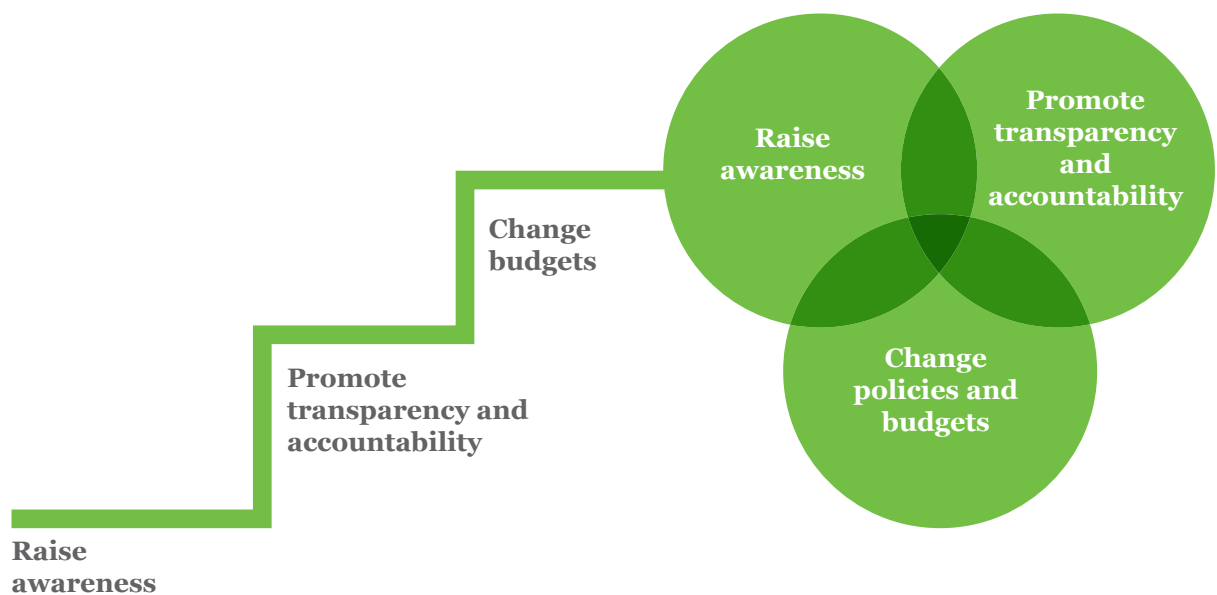 Raise
awareness
Promote
transparency and
accountability
Change
budgets
Raise
awareness
Promote
transparency
and
accountability
Change
policies and
budgets